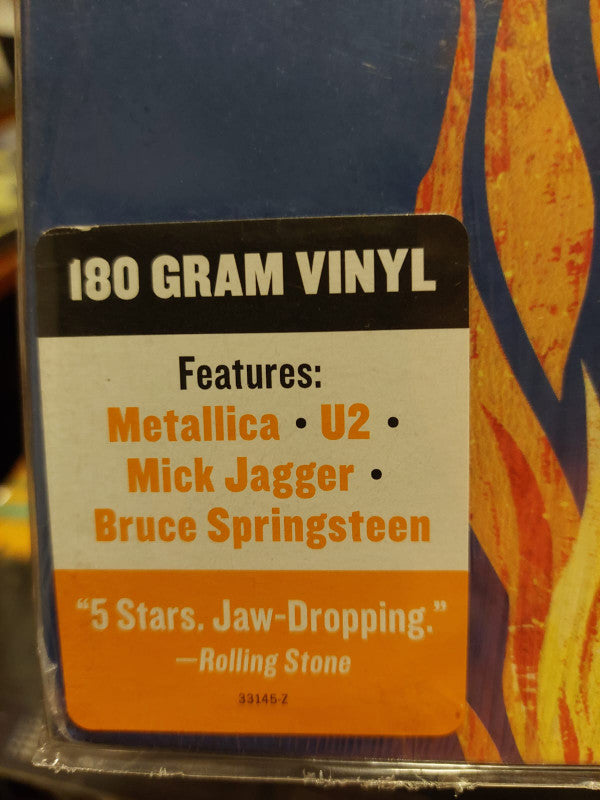 180 GRAM VINYL
Features:
Metallica • U2 •
Mick Jagger •
Bruce Springsteen
“5 Stars. Jaw-Dropping.”
—Rolling Stone
33145-Z